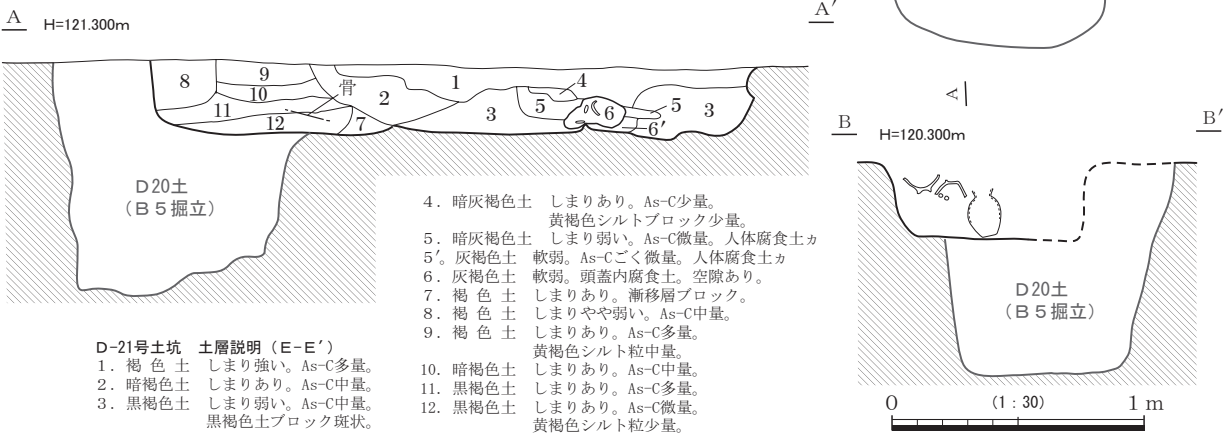 A H=121.300m
A′
8
9
10
11
12
骨
7
2
1
3
4
5
6
6′
5
3
D20土
(B5掘立)
A
B H=120.300m
B′
D20土
(B5掘立)
0 (1：30) 1 m
D-21号土坑　土層説明（E-E′）
1．褐 色 土　しまり強い。As-C多量。
2．暗褐色土　しまりあり。As-C中量。
3．黒褐色土　しまり弱い。As-C中量。
黒褐色土ブロック斑状。
4．暗灰褐色土　しまりあり。As-C少量。
黄褐色シルトブロック少量。
5．暗灰褐色土　しまり弱い。As-C微量。人体腐食土ヵ
5′。灰褐色土　軟弱。As-Cごく微量。人体腐食土ヵ
6．灰褐色土　軟弱。頭蓋内腐食土。空隙あり。
7．褐 色 土　しまりあり。漸移層ブロック。
8．褐 色 土　しまりやや弱い。As-C中量。
9．褐 色 土　しまりあり。As-C多量。
黄褐色シルト粒中量。
10．暗褐色土　しまりあり。As-C中量。
11．黒褐色土　しまりあり。As-C多量。
12．黒褐色土　しまりあり。As-C微量。
黄褐色シルト粒少量。